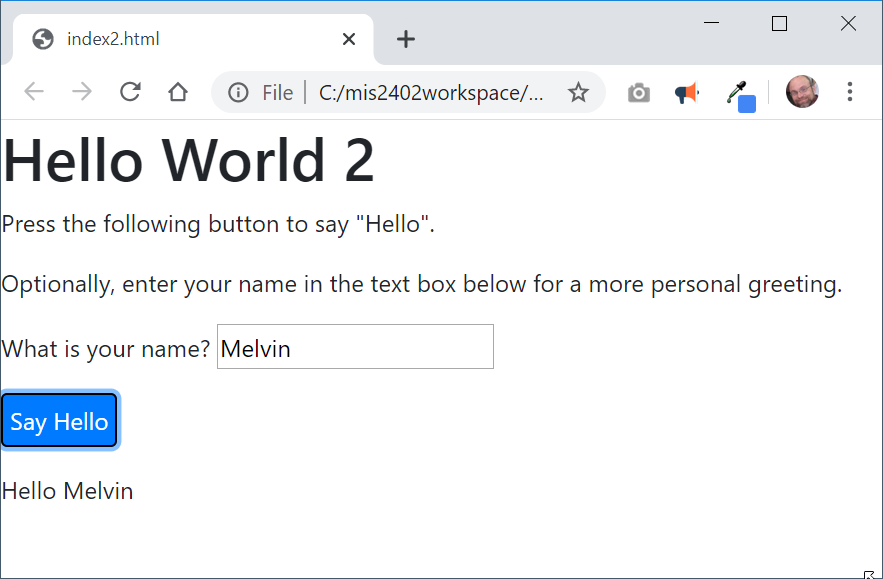 index2.html
File | C:/mis2402workspace/...
Hello World 2
Press the following button to say "Hello".
Optionally, enter your name in the text box below for a more personal greeting.
What is your name? Melvin
Say Hello
Hello Melvin